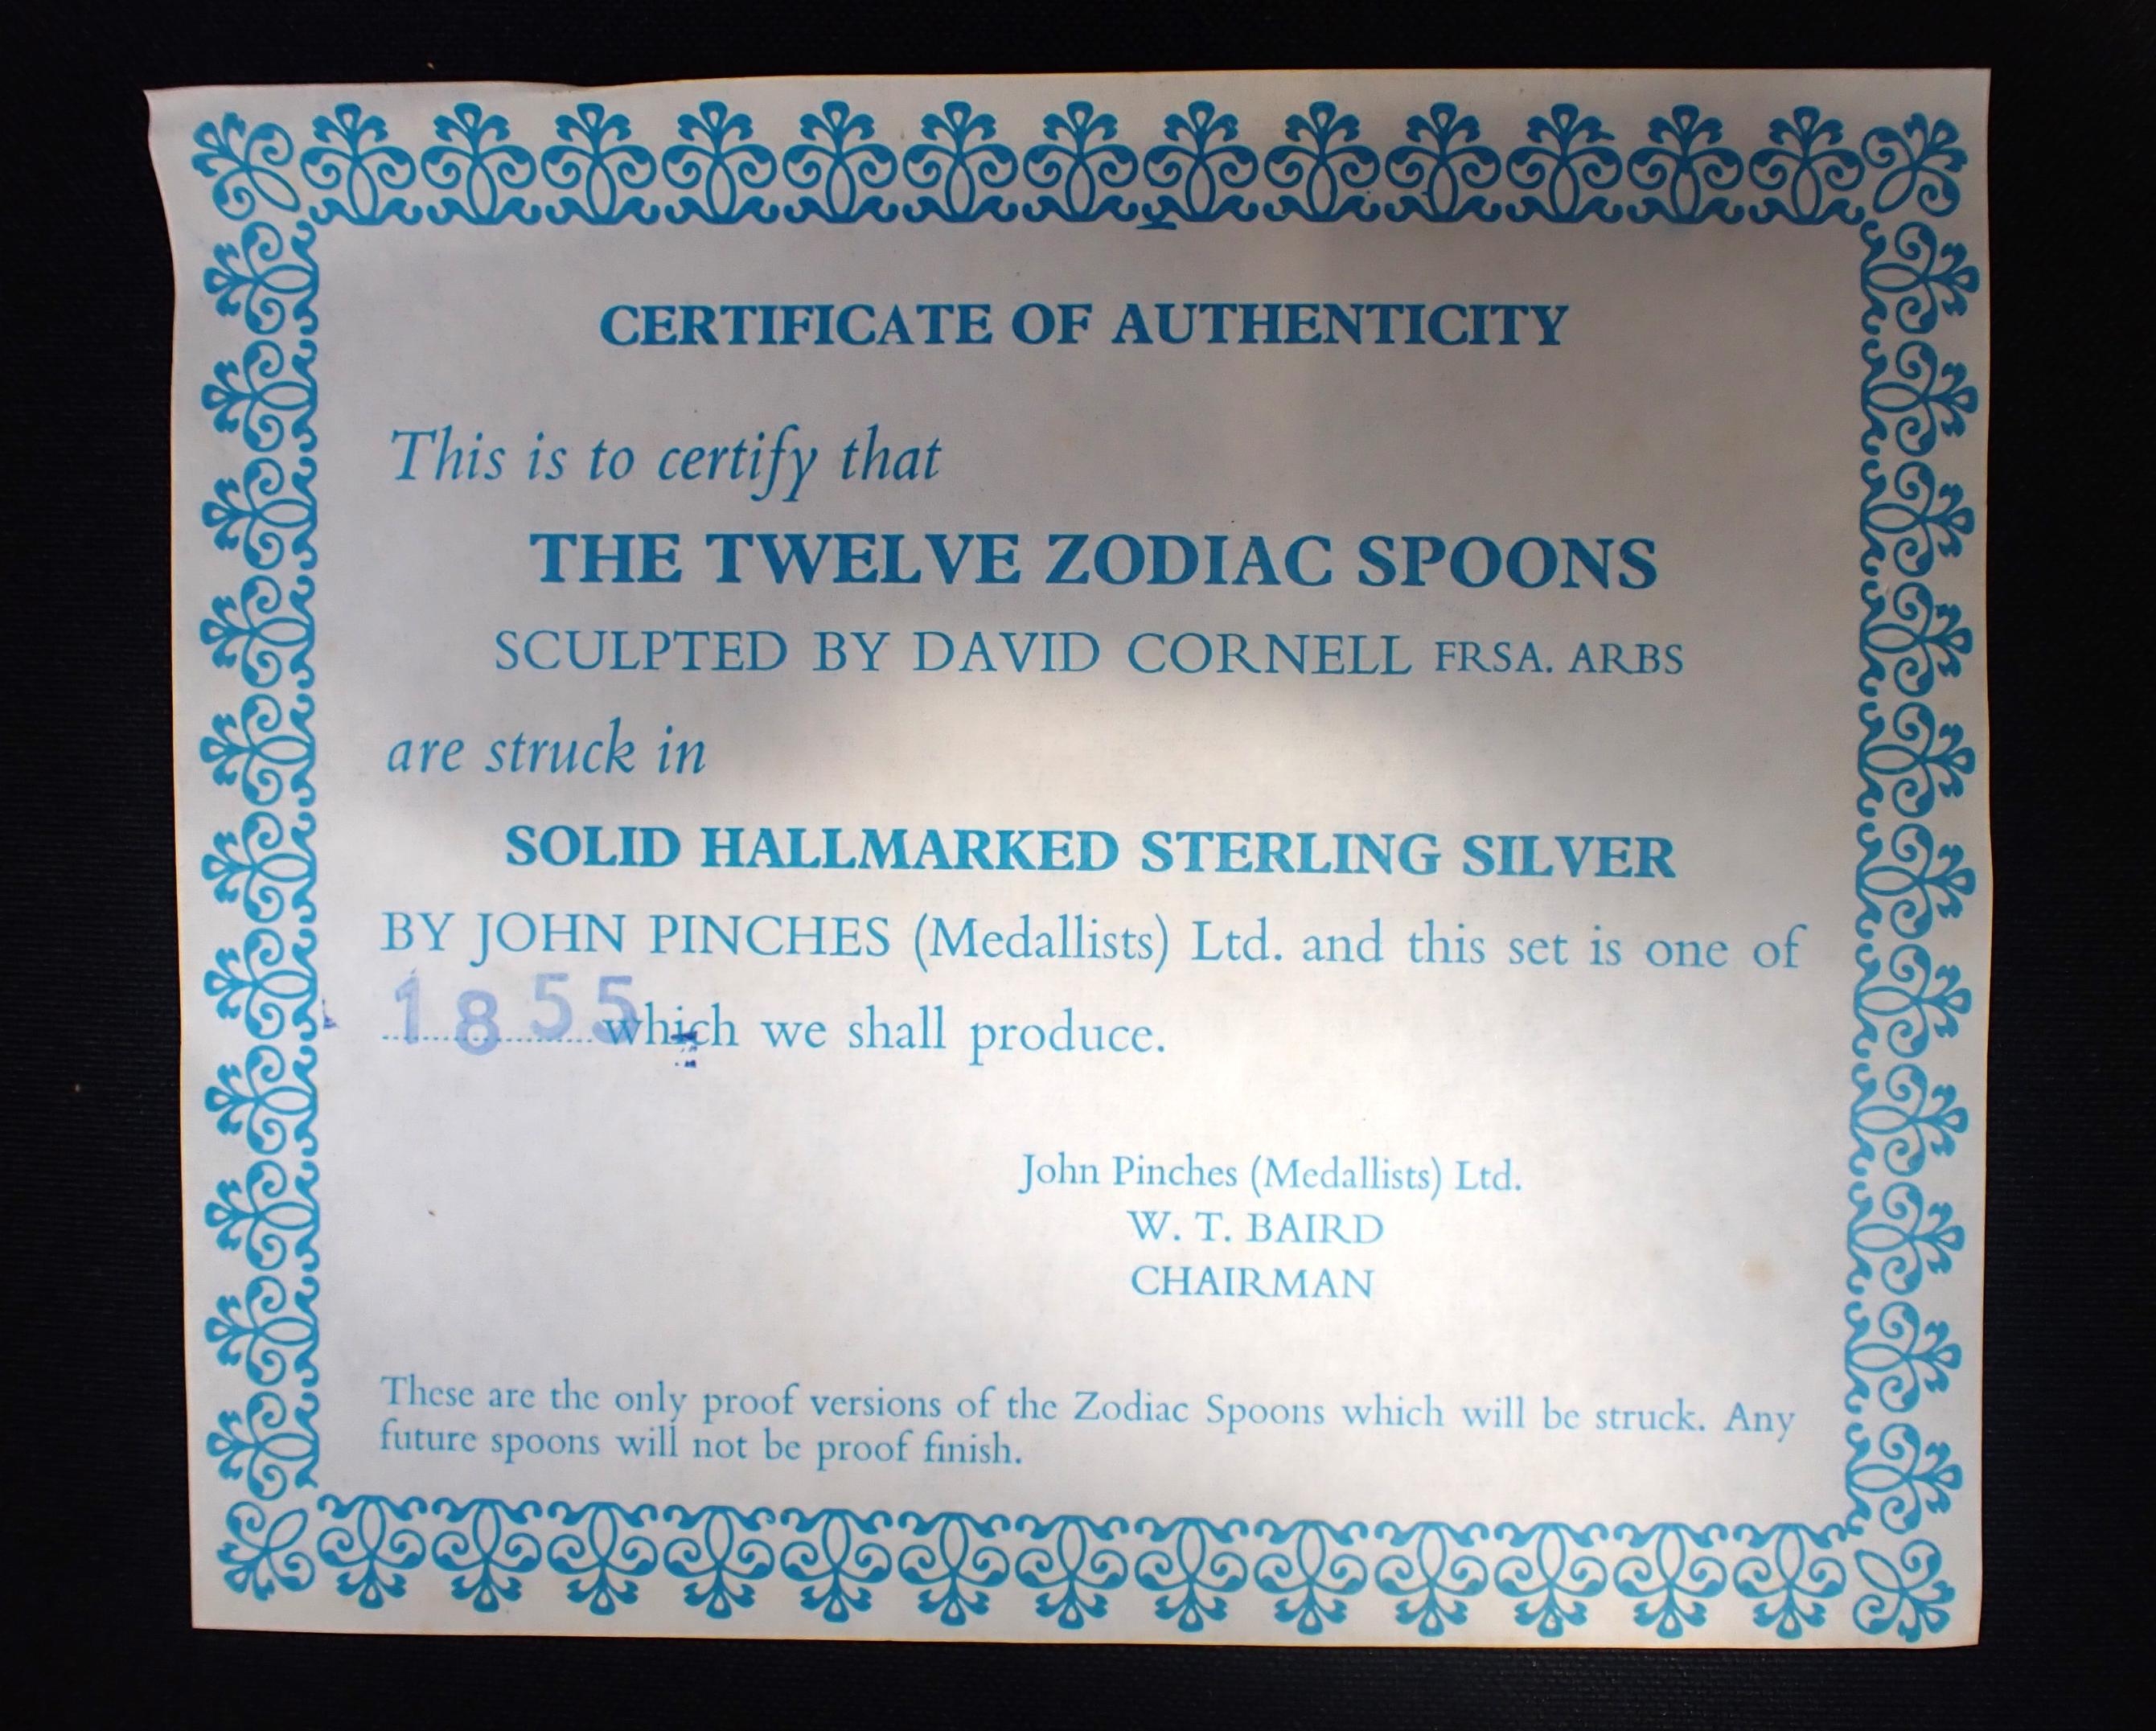 CERTIFICATE OF AUTHENTICITY
This is to certify that
THE TWELVE ZODIAC SPOONS
SCULPTED BY DAVID CORNELL FRSA. ARBS
are struck in
SOLID HALLMARKED STERLING SILVER
BY JOHN PINCHES (Medallists) Ltd. and this set is one of
1855 which we shall produce.
John Pinches (Medallists) Ltd.
W. T. BAIRD
CHAIRMAN
These are the only proof versions of the Zodiac Spoons which will be struck. Any
future spoons will not be proof finish.